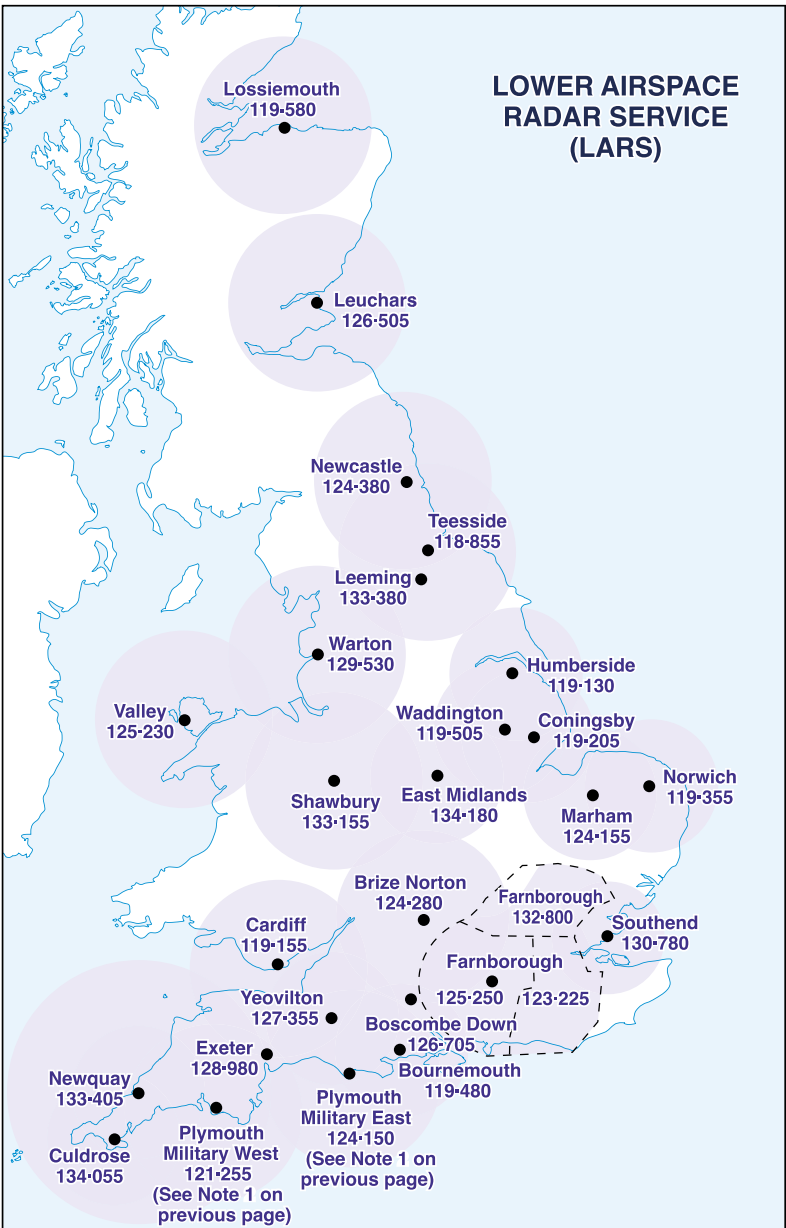 LOWER AIRSPACE
RADAR SERVICE
(LARS)
Lossiemouth
119·580
Leuchars
126·505
Newcastle
124·380
Teesside
118·855
Leeming
133·380
Warton
129·530
Humberside
119·130
Valley
125·230
Waddington
119·505
Coningsby
119·205
Shawbury
133·155
East Midlands
134·180
Norwich
119·355
Marham
124·155
Brize Norton
124·280
Farnborough
132·800
Cardiff
119·155
Southend
130·780
Farnborough
125·250
123·225
Yeovilton
127·355
Boscombe Down
126·705
Exeter
128·980
Bournemouth
119·480
Newquay
133·405
Plymouth
Military East
124·150
(See Note 1 on
previous page)
Culdrose
134·055
Plymouth
Military West
121·255
(See Note 1 on
previous page)